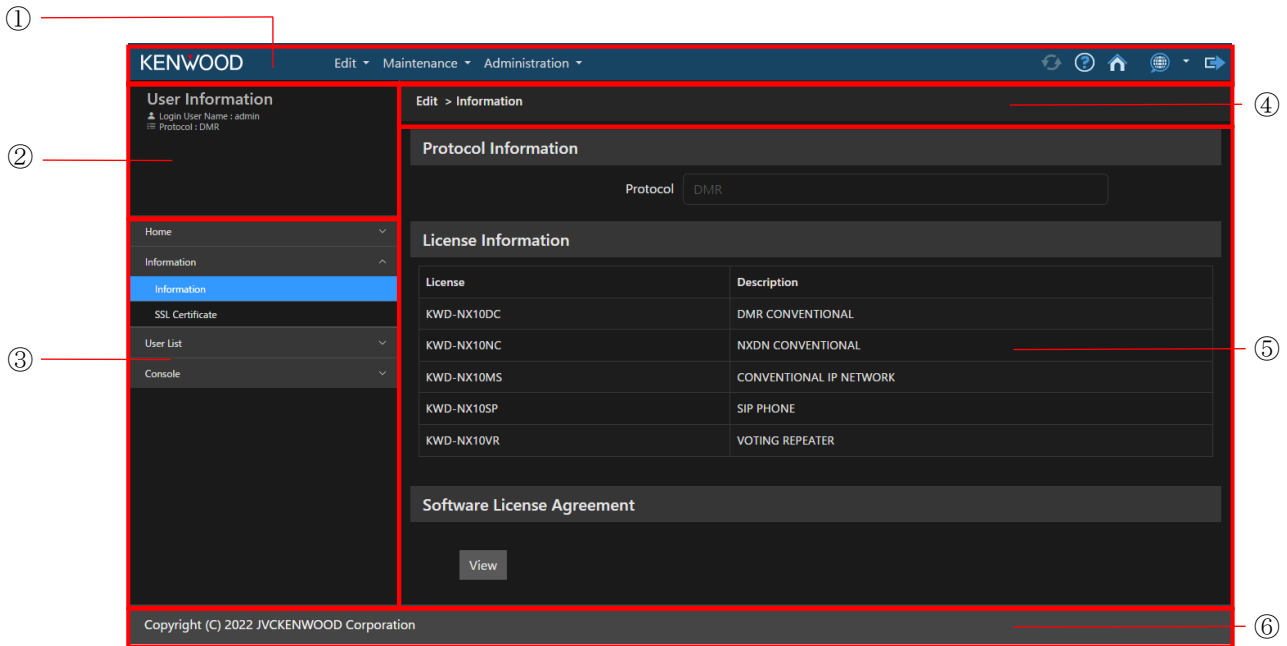 ①
KENWOOD Edit Maintenance Administration
User Information
Login User Name : admin
Protocol : DMR
②
Edit > Information
④
Home
Information
Information
SSL Certificate
User List
Console
③
Protocol Information
Protocol DMR
License Information
License Description
KWD-NX10DC DMR CONVENTIONAL
KWD-NX10NC NXDN CONVENTIONAL
KWD-NX10MS CONVENTIONAL IP NETWORK
KWD-NX10SP SIP PHONE
KWD-NX10VR VOTING REPEATER
⑤
Software License Agreement
View
Copyright (C) 2022 JVCKENWOOD Corporation
⑥